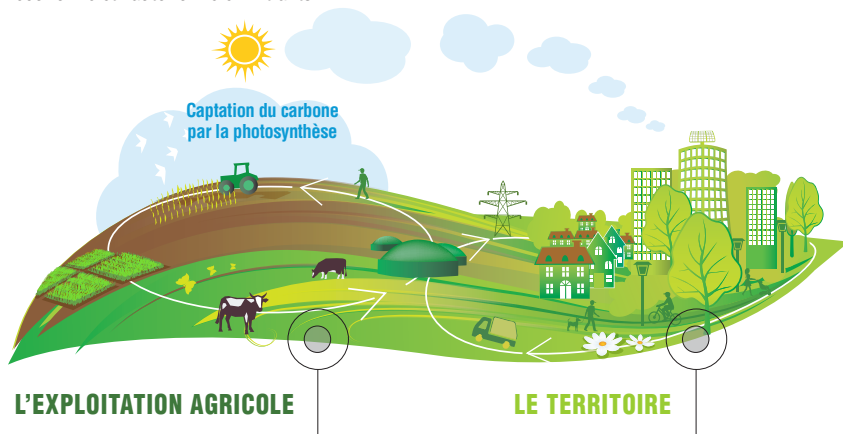 Captation du carbone
par la photosynthèse
L'EXPLOITATION AGRICOLE
LE TERRITOIRE